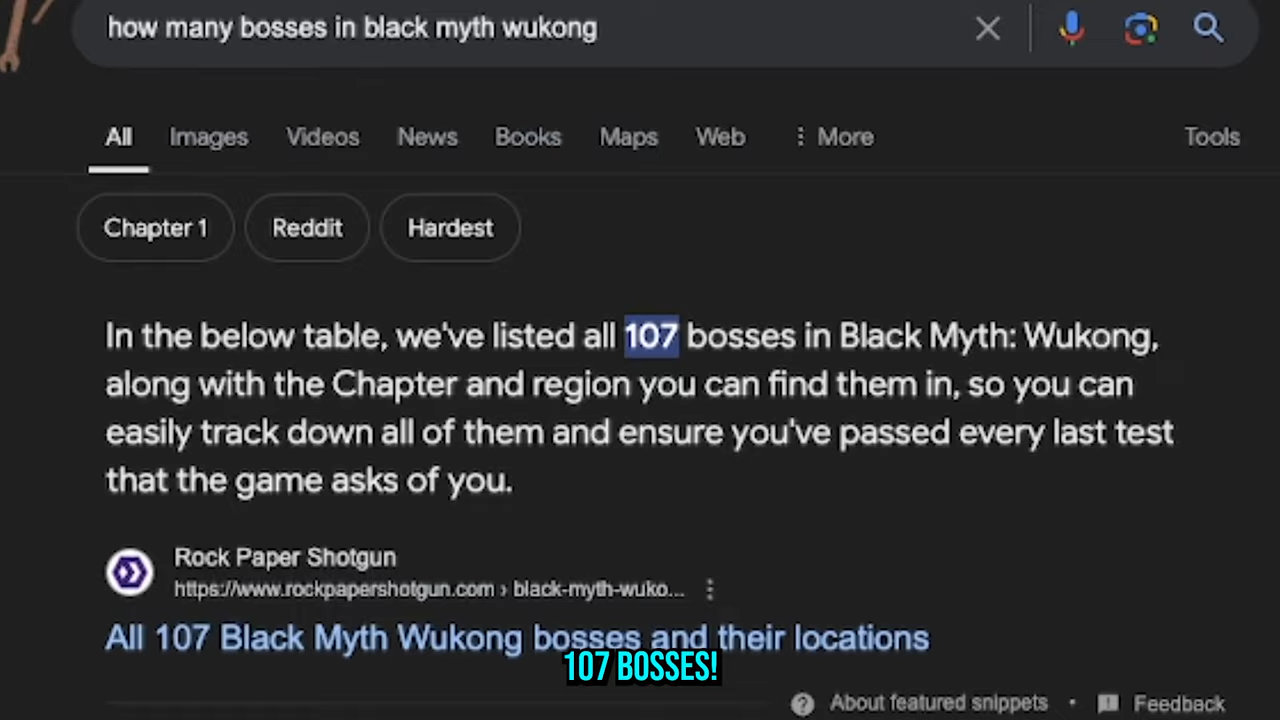 how many bosses in black myth wukong
All Images Videos News Books Maps Web More Tools
Chapter 1 Reddit Hardest
In the below table, we've listed all 107 bosses in Black Myth: Wukong,
along with the Chapter and region you can find them in, so you can
easily track down all of them and ensure you've passed every last test
that the game asks of you.
Rock Paper Shotgun
https://www.rockpapershotgun.com › black-myth-wuko...
All 107 Black Myth Wukong bosses and their locations
107 BOSSES!
About featured snippets • Feedback